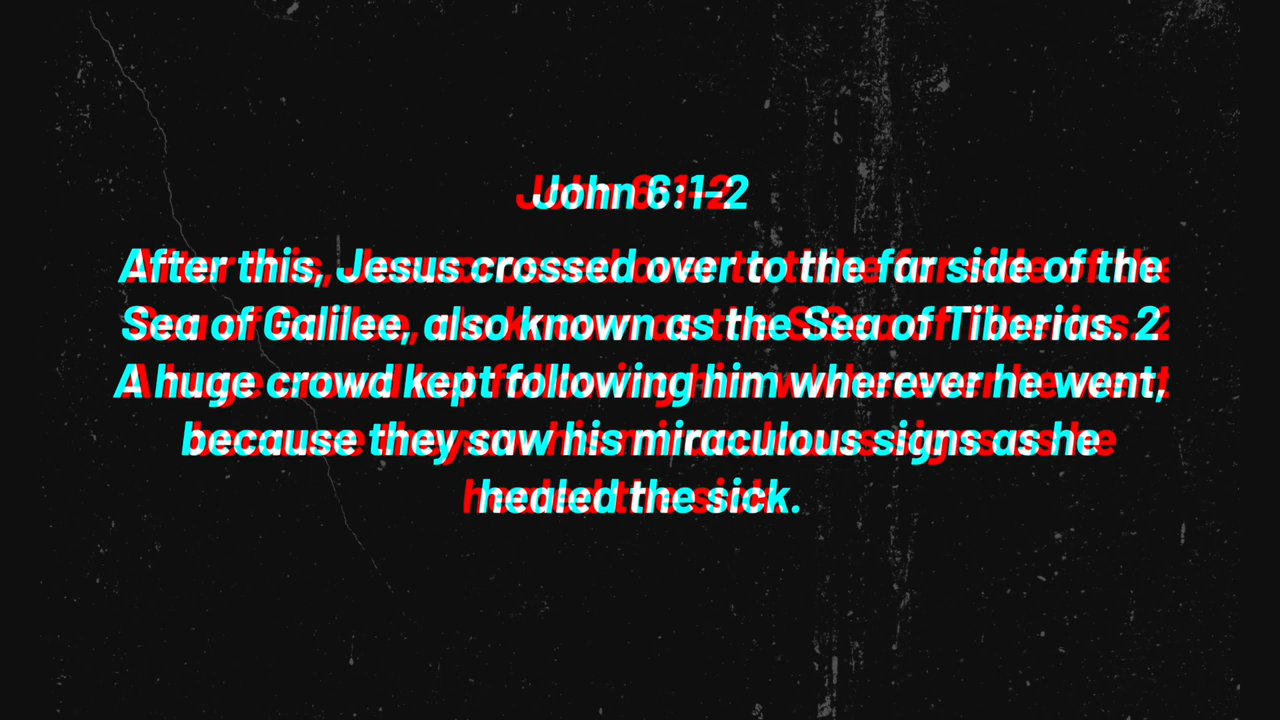 John 6:1-2
After this, Jesus crossed over to the far side of the
Sea of Galilee, also known as the Sea of Tiberias. 2
A huge crowd kept following him wherever he went,
because they saw his miraculous signs as he
healed the sick.